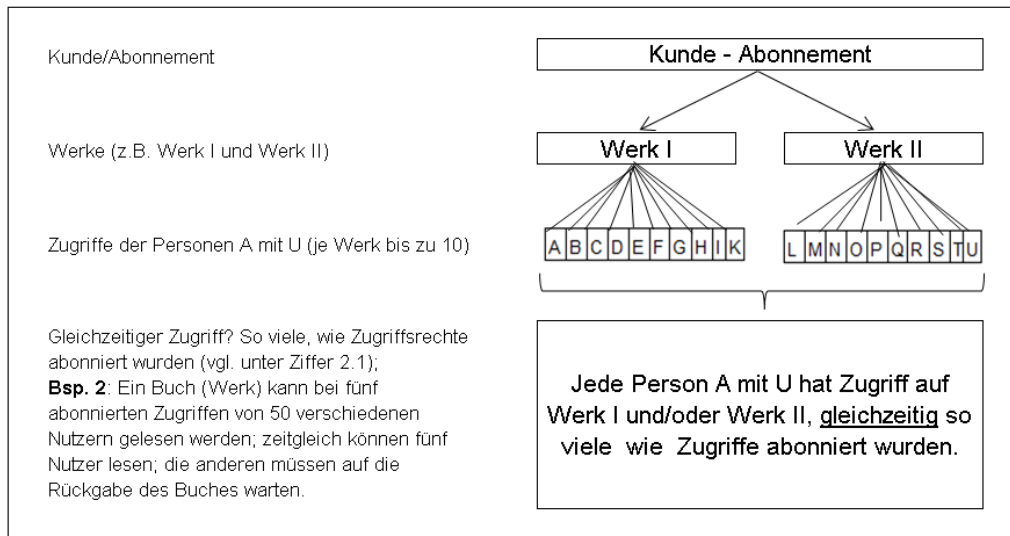 Kunde/Abonnement
Kunde - Abonnement
Werke (z.B. Werk I und Werk II)
Werk I
Werk II
Zugriffe der Personen A mit U (je Werk bis zu 10)
A B C D E F G H I K
L M N O P Q R S T U
Gleichzeitiger Zugriff? So viele, wie Zugriffsrechte
abonniert wurden (vgl. unter Ziffer 2.1);
Bsp. 2: Ein Buch (Werk) kann bei fünf
abonnierten Zugriffen von 50 verschiedenen
Nutzern gelesen werden; zeitgleich können fünf
Nutzer lesen; die anderen müssen auf die
Rückgabe des Buches warten.
Jede Person A mit U hat Zugriff auf
Werk I und/oder Werk II, gleichzeitig so
viele wie Zugriffe abonniert wurden.